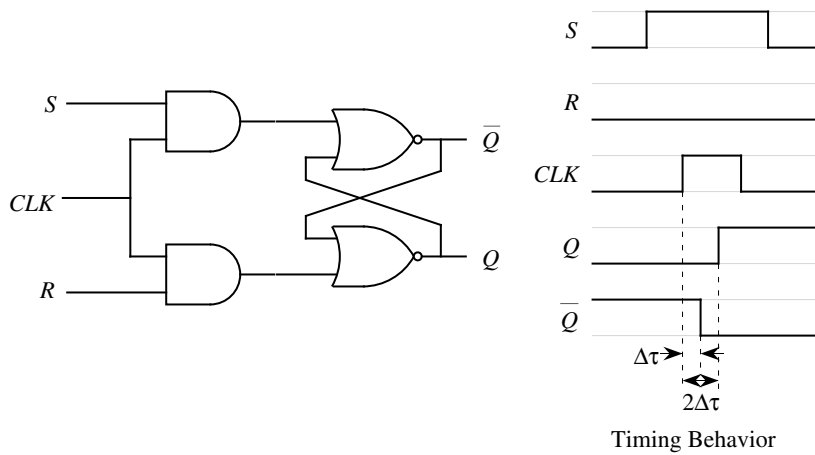 S
CLK
R
Q̅
Q
S
R
CLK
Q
Q̅
Δτ
2Δτ
Timing Behavior